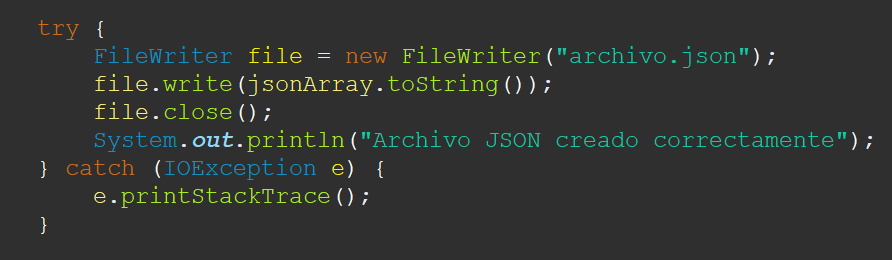 try {
    FileWriter file = new FileWriter("archivo.json");
    file.write(jsonArray.toString());
    file.close();
    System.out.println("Archivo JSON creado correctamente");
} catch (IOException e) {
    e.printStackTrace();
}